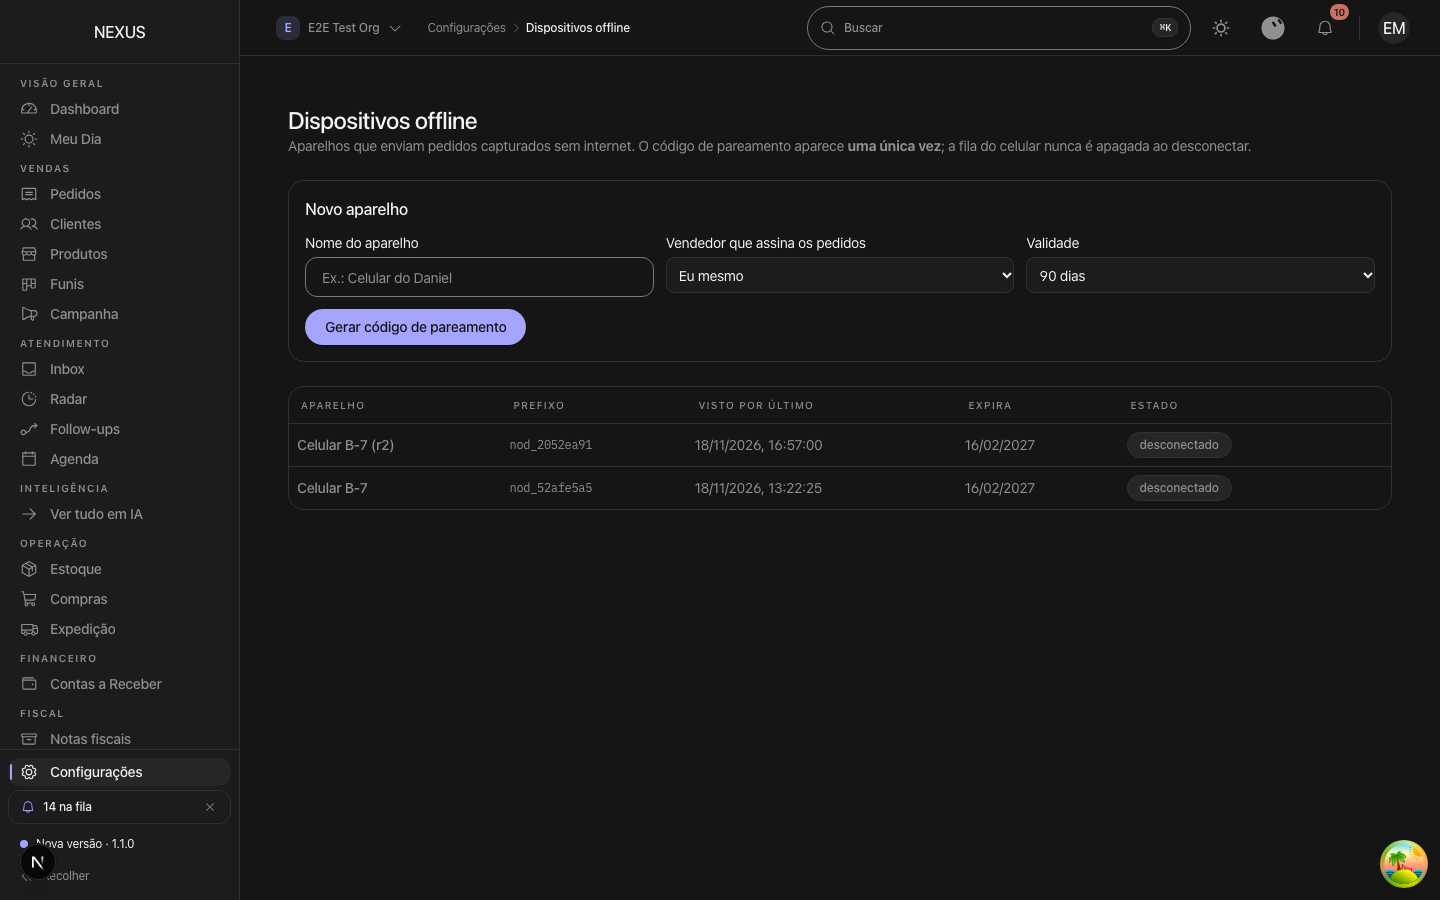 NEXUS
VISÃO GERAL
Dashboard
Meu Dia
VENDAS
Pedidos
Clientes
Produtos
Funis
Campanha
ATENDIMENTO
Inbox
Radar
Follow-ups
Agenda
INTELIGÊNCIA
Ver tudo em IA
OPERAÇÃO
Estoque
Compras
Expedição
FINANCEIRO
Contas a Receber
FISCAL
Notas fiscais
Configurações
14 na fila
Nova versão · 1.1.0
N
E E2E Test Org Configurações Dispositivos offline Buscar ⌘K 10 EM
Dispositivos offline
Aparelhos que enviam pedidos capturados sem internet. O código de pareamento aparece uma única vez; a fila do celular nunca é apagada ao desconectar.
Novo aparelho
Nome do aparelho Vendedor que assina os pedidos Validade
Ex.: Celular do Daniel Eu mesmo 90 dias
Gerar código de pareamento
APARELHO PREFIXO VISTO POR ÚLTIMO EXPIRA ESTADO
Celular B-7 (r2) nod_2052ea91 18/11/2026, 16:57:00 16/02/2027 desconectado
Celular B-7 nod_52afe5a5 18/11/2026, 13:22:25 16/02/2027 desconectado